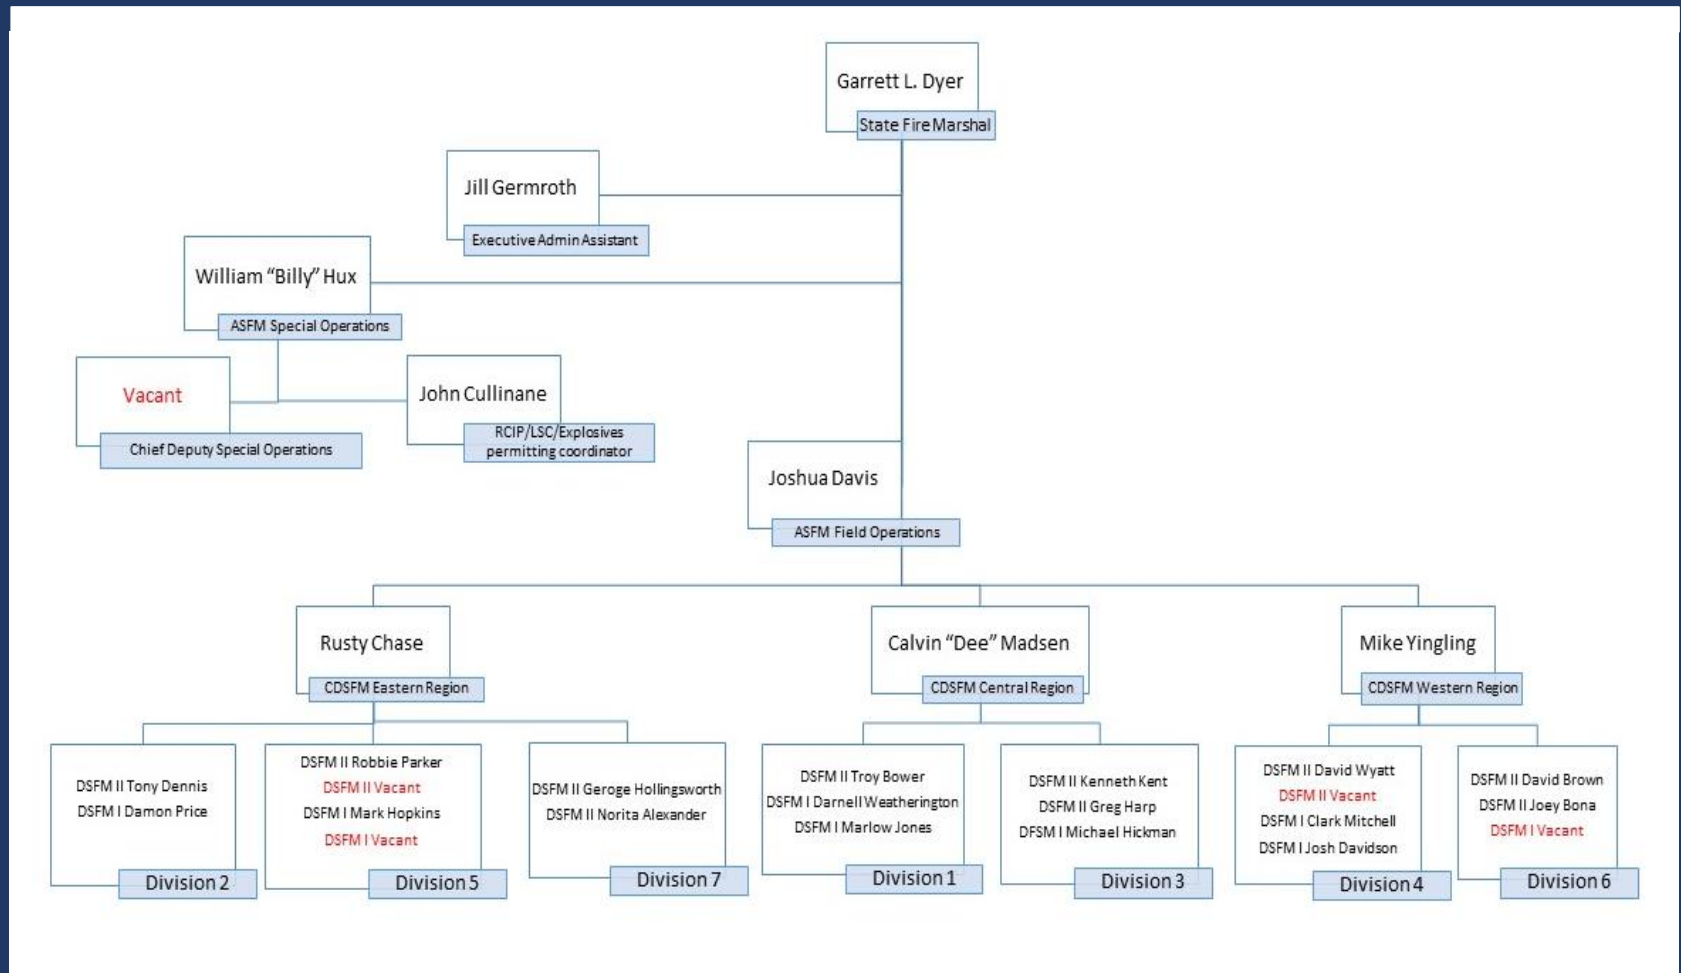 Garrett L. Dyer
State Fire Marshal
Jill Germroth
Executive Admin Assistant
William “Billy” Hux
ASFM Special Operations
Vacant
Chief Deputy Special Operations
John Cullinane
RCIP/LSC/Explosives
permitting coordinator
Joshua Davis
ASFM Field Operations
Rusty Chase
CDSFM Eastern Region
Calvin “Dee” Madsen
CDSFM Central Region
Mike Yingling
CDSFM Western Region
DSFM II Tony Dennis
DSFM I Damon Price
Division 2
DSFM II Robbie Parker
DSFM II Vacant
DSFM I Mark Hopkins
DSFM I Vacant
Division 5
DSFM II Geroge Hollingsworth
DSFM II Norita Alexander
Division 7
DSFM II Troy Bower
DSFM I Darnell Weatherington
DSFM I Marlow Jones
Division 1
DSFM II Kenneth Kent
DSFM II Greg Harp
DFSM I Michael Hickman
Division 3
DSFM II David Wyatt
DSFM II Vacant
DSFM I Clark Mitchell
DSFM I Josh Davidson
Division 4
DSFM II David Brown
DSFM II Joey Bona
DSFM I Vacant
Division 6